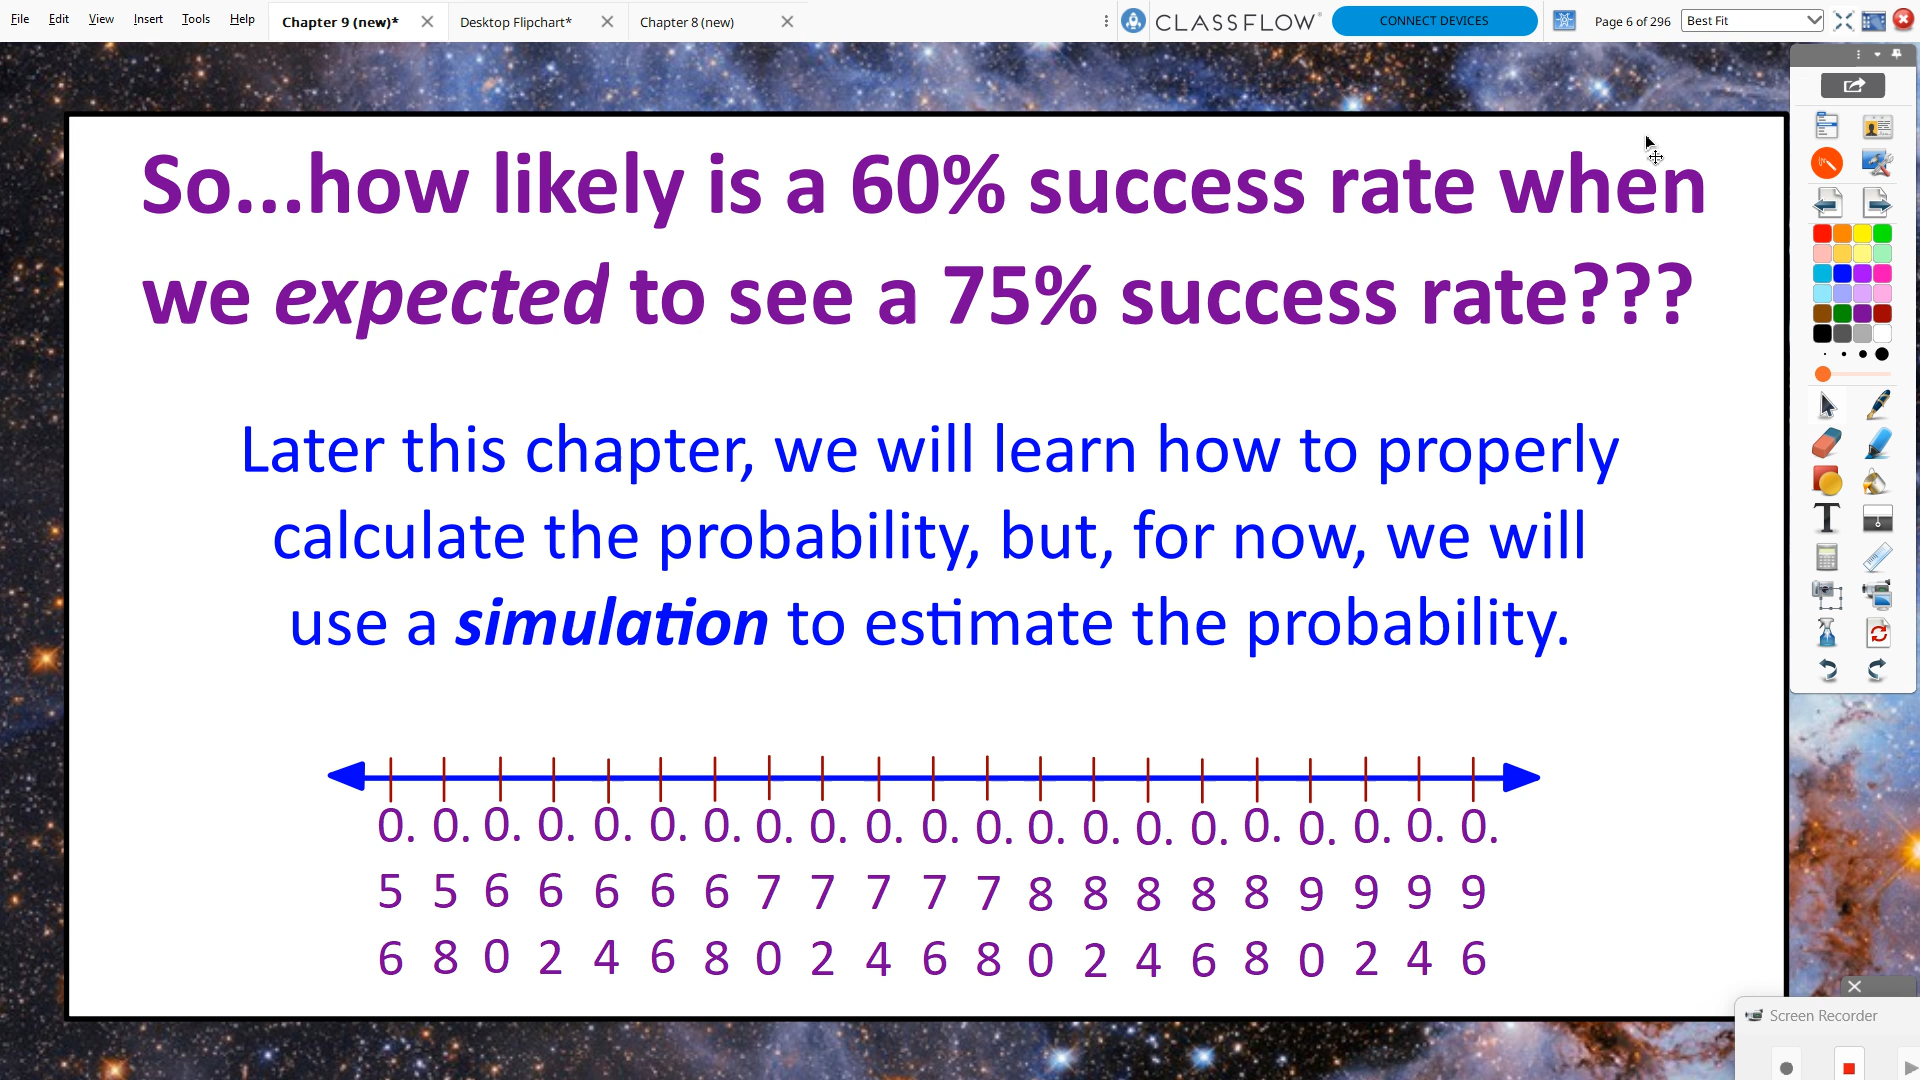 File Edit View Insert Tools Help Chapter 9 (new)* Desktop Flipchart* Chapter 8 (new) CLASSFLOW CONNECT DEVICES Page 6 of 296 Best Fit
So...how likely is a 60% success rate when
we expected to see a 75% success rate???
Later this chapter, we will learn how to properly
calculate the probability, but, for now, we will
use a simulation to estimate the probability.
0. 0. 0. 0. 0. 0. 0. 0. 0. 0. 0. 0. 0. 0. 0. 0. 0. 0. 0. 0. 0.
5 5 6 6 6 6 6 7 7 7 7 7 8 8 8 8 8 9 9 9 9
6 8 0 2 4 6 8 0 2 4 6 8 0 2 4 6 8 0 2 4 6
Screen Recorder